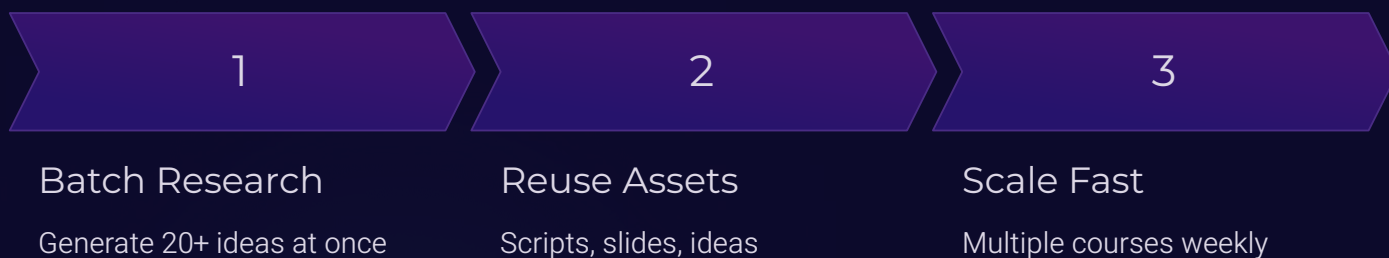 1
2
3
Batch Research
Reuse Assets
Scale Fast
Generate 20+ ideas at once
Scripts, slides, ideas
Multiple courses weekly